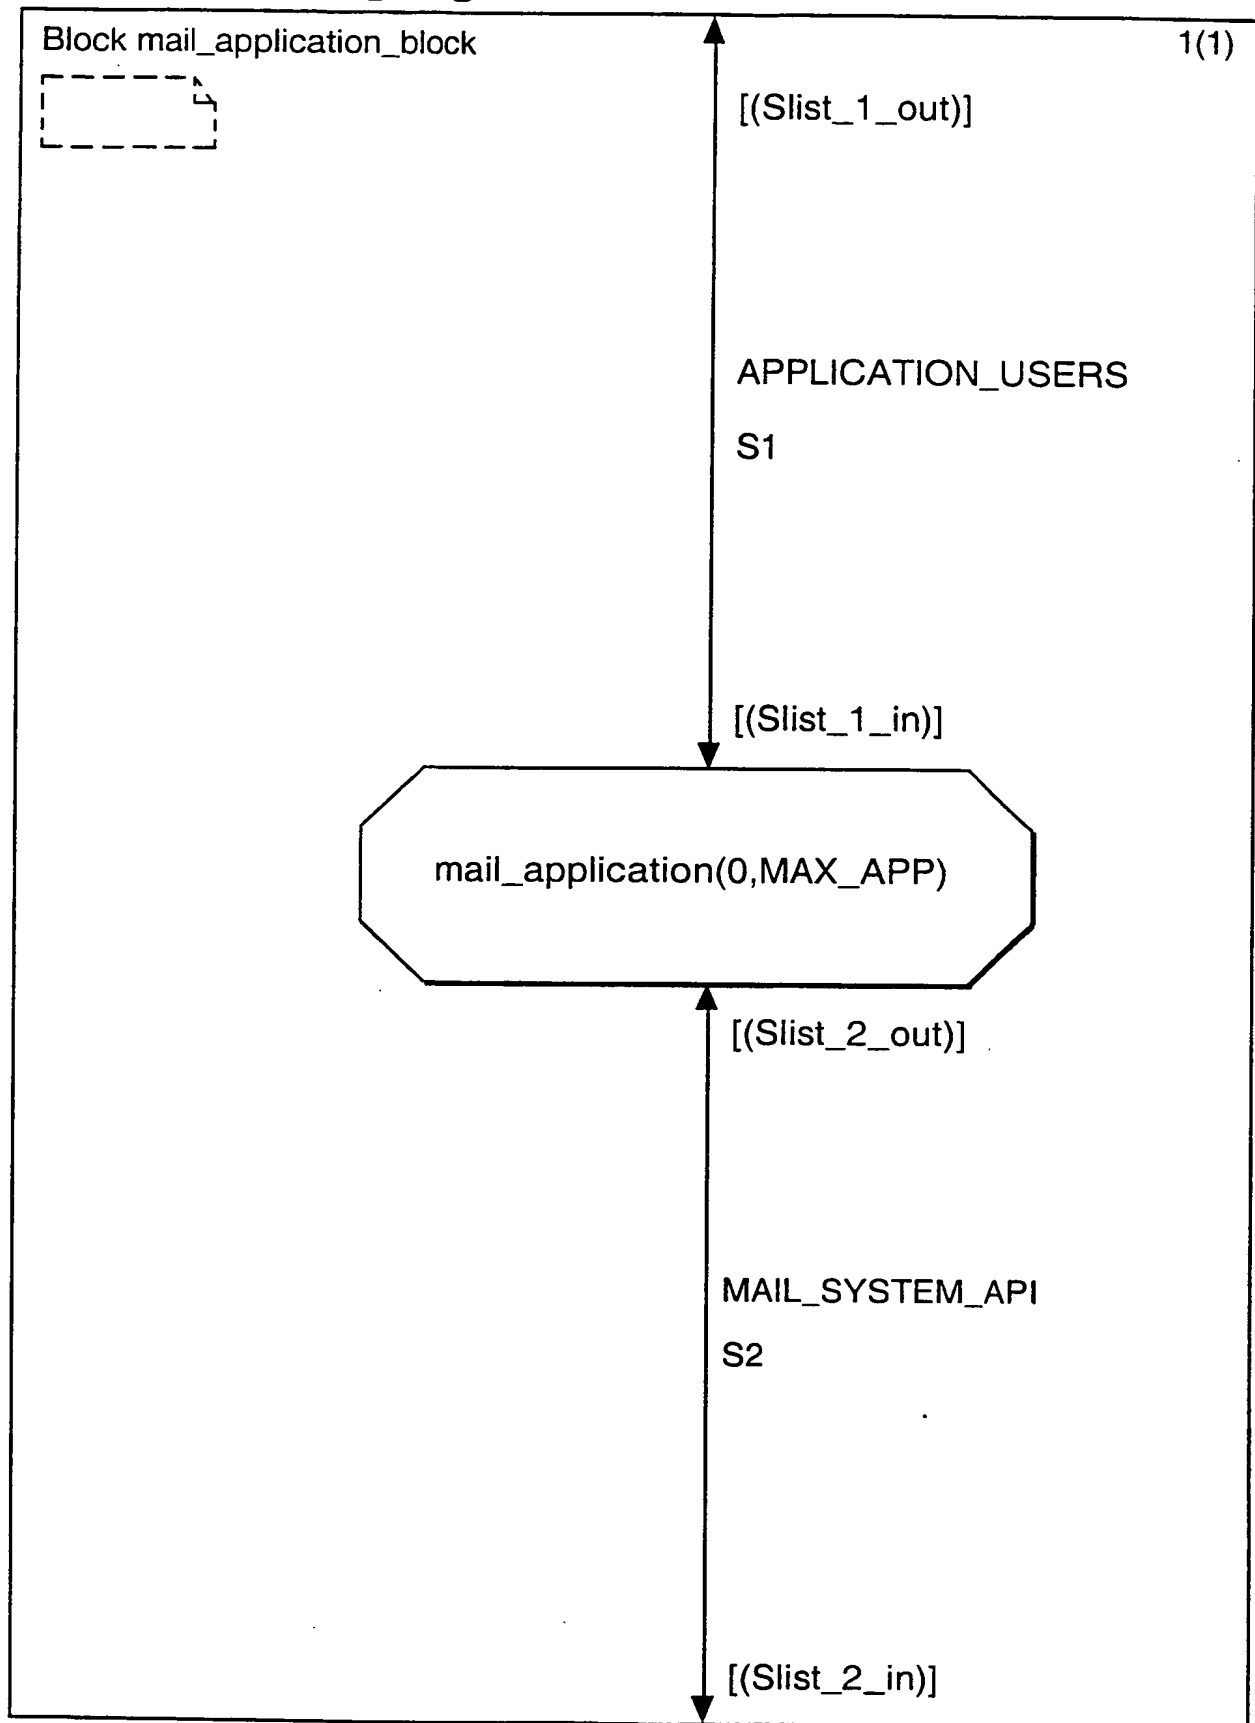 Block mail_application_block
1(1)
[(Slist_1_out)]
APPLICATION_USERS
S1
[(Slist_1_in)]
mail_application(0,MAX_APP)
[(Slist_2_out)]
MAIL_SYSTEM_API
S2
[(Slist_2_in)]